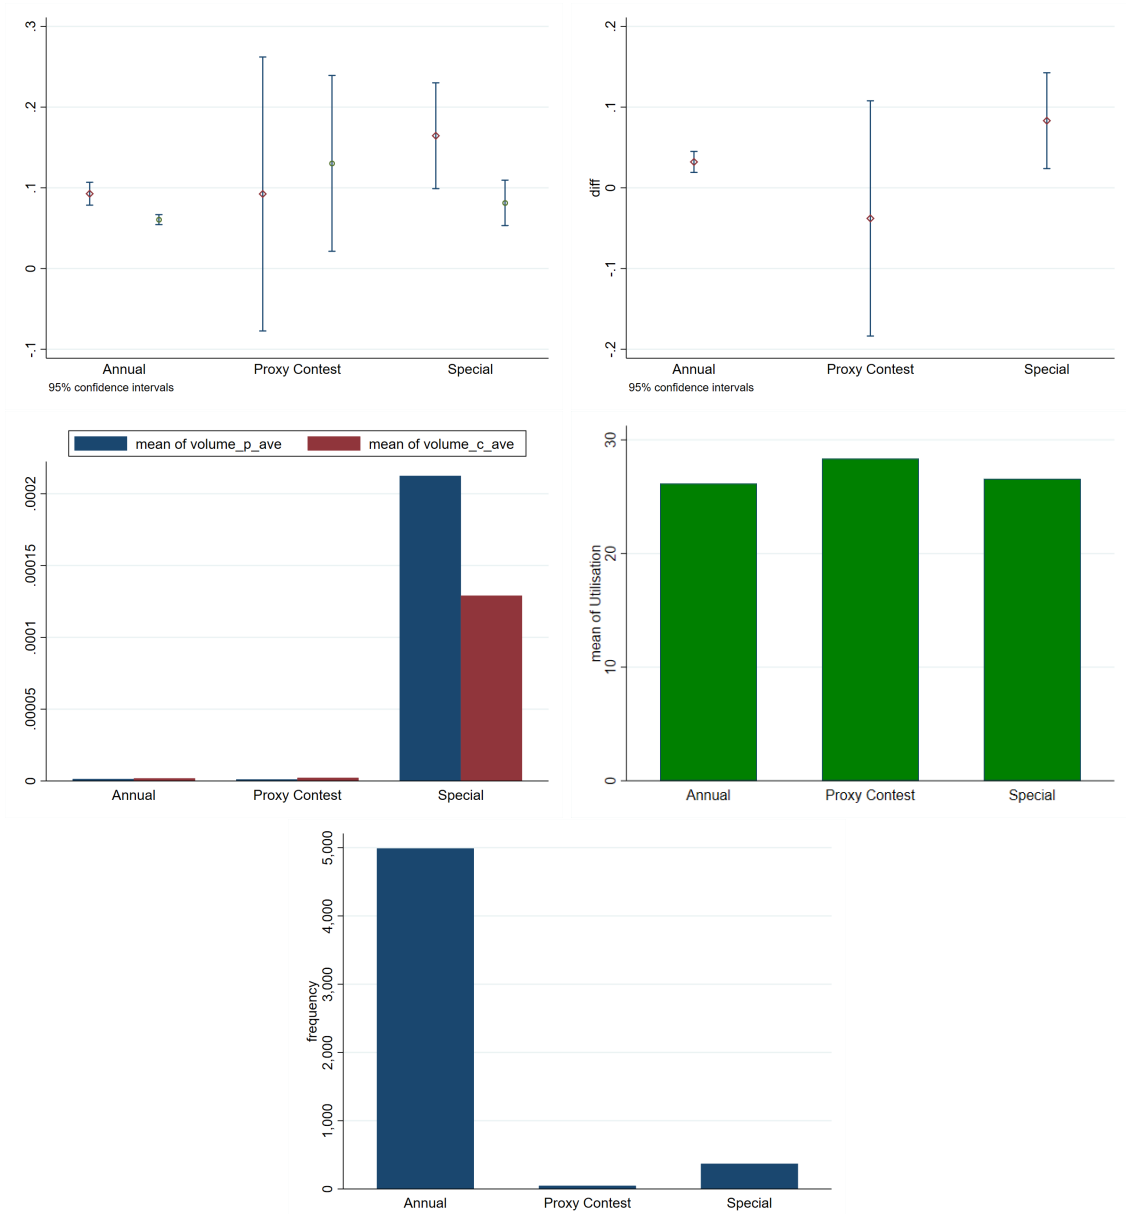 .3
.2
.1
0
-.1
Annual Proxy Contest Special
95% confidence intervals
.2
.1
0
-.1
-.2
diff
Annual Proxy Contest Special
95% confidence intervals
mean of volume_p_ave mean of volume_c_ave
.0002
.00015
.0001
.00005
0
Annual Proxy Contest Special
30
20
10
0
mean of Utilisation
Annual Proxy Contest Special
5,000
4,000
3,000
2,000
1,000
0
frequency
Annual Proxy Contest Special